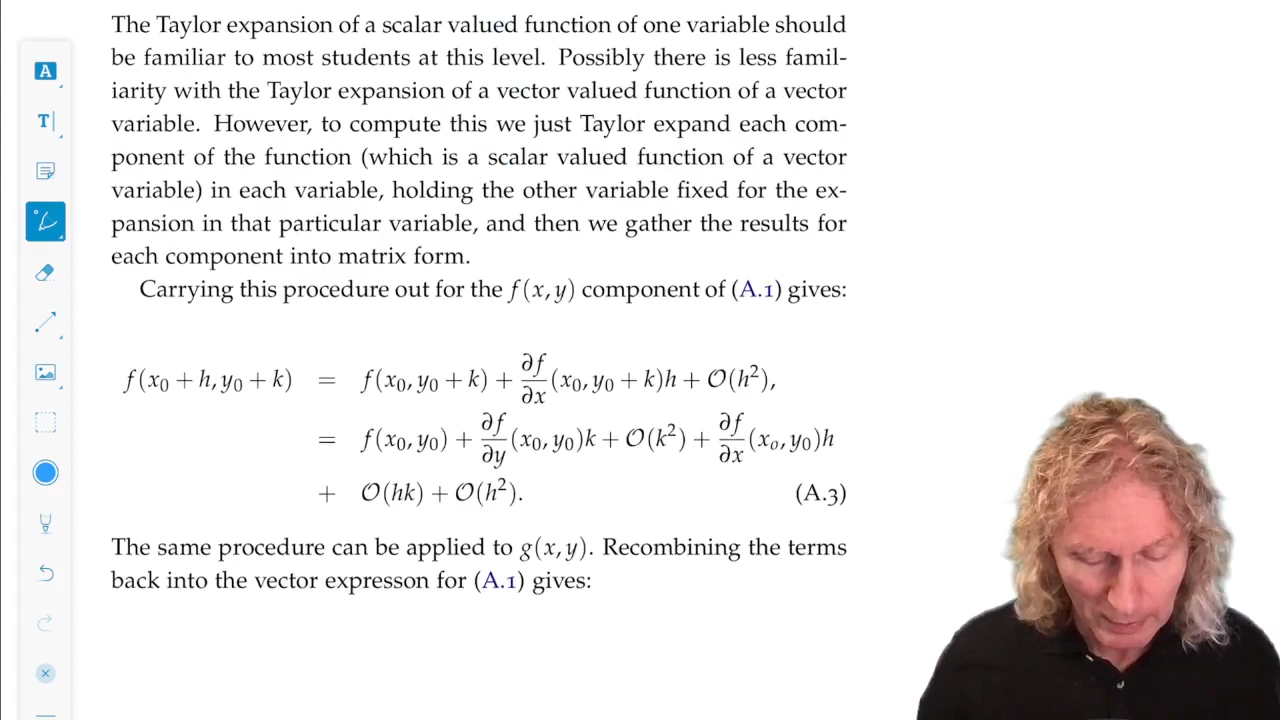 The Taylor expansion of a scalar valued function of one variable should
be familiar to most students at this level. Possibly there is less famil-
iarity with the Taylor expansion of a vector valued function of a vector
variable. However, to compute this we just Taylor expand each com-
ponent of the function (which is a scalar valued function of a vector
variable) in each variable, holding the other variable fixed for the ex-
pansion in that particular variable, and then we gather the results for
each component into matrix form.
Carrying this procedure out for the f(x, y) component of (A.1) gives:
f(x₀ + h, y₀ + k) = f(x₀, y₀ + k) + ∂f/∂x (x₀, y₀ + k)h + O(h²),
= f(x₀, y₀) + ∂f/∂y (x₀, y₀)k + O(k²) + ∂f/∂x (xₒ, y₀)h
+ O(hk) + O(h²). (A.3)
The same procedure can be applied to g(x, y). Recombining the terms
back into the vector expresson for (A.1) gives:
A
T